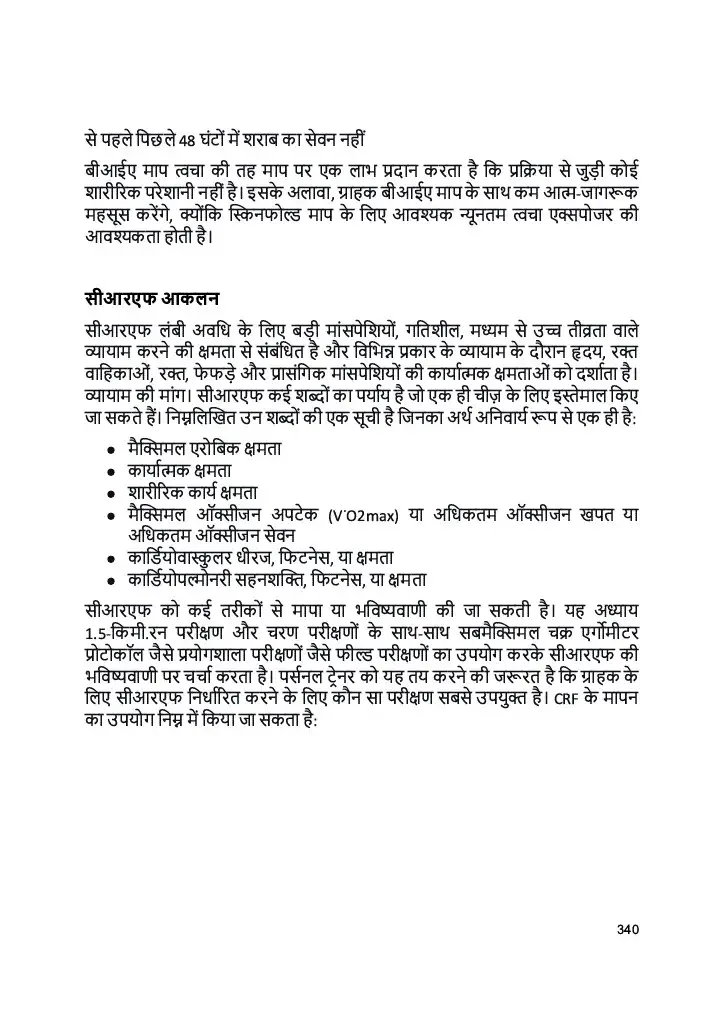 से पहले पिछले 48 घंटों में शराब का सेवन नहीं
बीआईए माप त्वचा की तह माप पर एक लाभ प्रदान करता है कि प्रक्रिया से जुड़ी कोई
शारीरिक परेशानी नहीं है। इसके अलावा, ग्राहक बीआईए माप के साथ कम आत्म-जागरूक
महसूस करेंगे, क्योंकि स्किनफोल्ड माप के लिए आवश्यक न्यूनतम त्वचा एक्सपोजर की
आवश्यकता होती है।
सीआरएफ आकलन
सीआरएफ लंबी अवधि के लिए बड़ी मांसपेशियों, गतिशील, मध्यम से उच्च तीव्रता वाले
व्यायाम करने की क्षमता से संबंधित है और विभिन्न प्रकार के व्यायाम के दौरान हृदय, रक्त
वाहिकाओं, रक्त, फेफड़े और प्रासंगिक मांसपेशियों की कार्यात्मक क्षमताओं को दर्शाता है।
व्यायाम की मांग। सीआरएफ कई शब्दों का पर्याय है जो एक ही चीज़ के लिए इस्तेमाल किए
जा सकते हैं। निम्नलिखित उन शब्दों की एक सूची है जिनका अर्थ अनिवार्य रूप से एक ही है:
● मैक्सिमल एरोबिक क्षमता
● कार्यात्मक क्षमता
● शारीरिक कार्य क्षमता
● मैक्सिमल ऑक्सीजन अपटेक (V˙O2max) या अधिकतम ऑक्सीजन खपत या
अधिकतम ऑक्सीजन सेवन
● कार्डियोवास्कुलर धीरज, फिटनेस, या क्षमता
● कार्डियोपल्मोनरी सहनशक्ति, फिटनेस, या क्षमता
सीआरएफ को कई तरीकों से मापा या भविष्यवाणी की जा सकती है। यह अध्याय
1.5-किमी.रन परीक्षण और चरण परीक्षणों के साथ-साथ सबमैक्सिमल चक्र एर्गोमीटर
प्रोटोकॉल जैसे प्रयोगशाला परीक्षणों जैसे फील्ड परीक्षणों का उपयोग करके सीआरएफ की
भविष्यवाणी पर चर्चा करता है। पर्सनल ट्रेनर को यह तय करने की जरूरत है कि ग्राहक के
लिए सीआरएफ निर्धारित करने के लिए कौन सा परीक्षण सबसे उपयुक्त है। CRF के मापन
का उपयोग निम्न में किया जा सकता है:
340